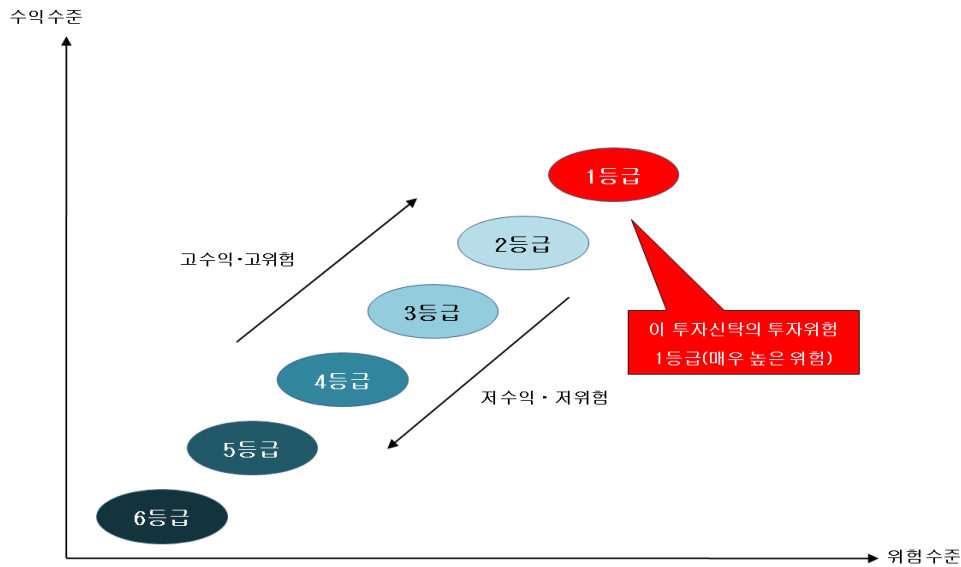 수익 수준
1등급
2등급
고수익·고위험
3등급
이 투자신탁의 투자위험
1등급(매우 높은 위험)
4등급
저수익 · 저위험
5등급
6등급
위험 수준